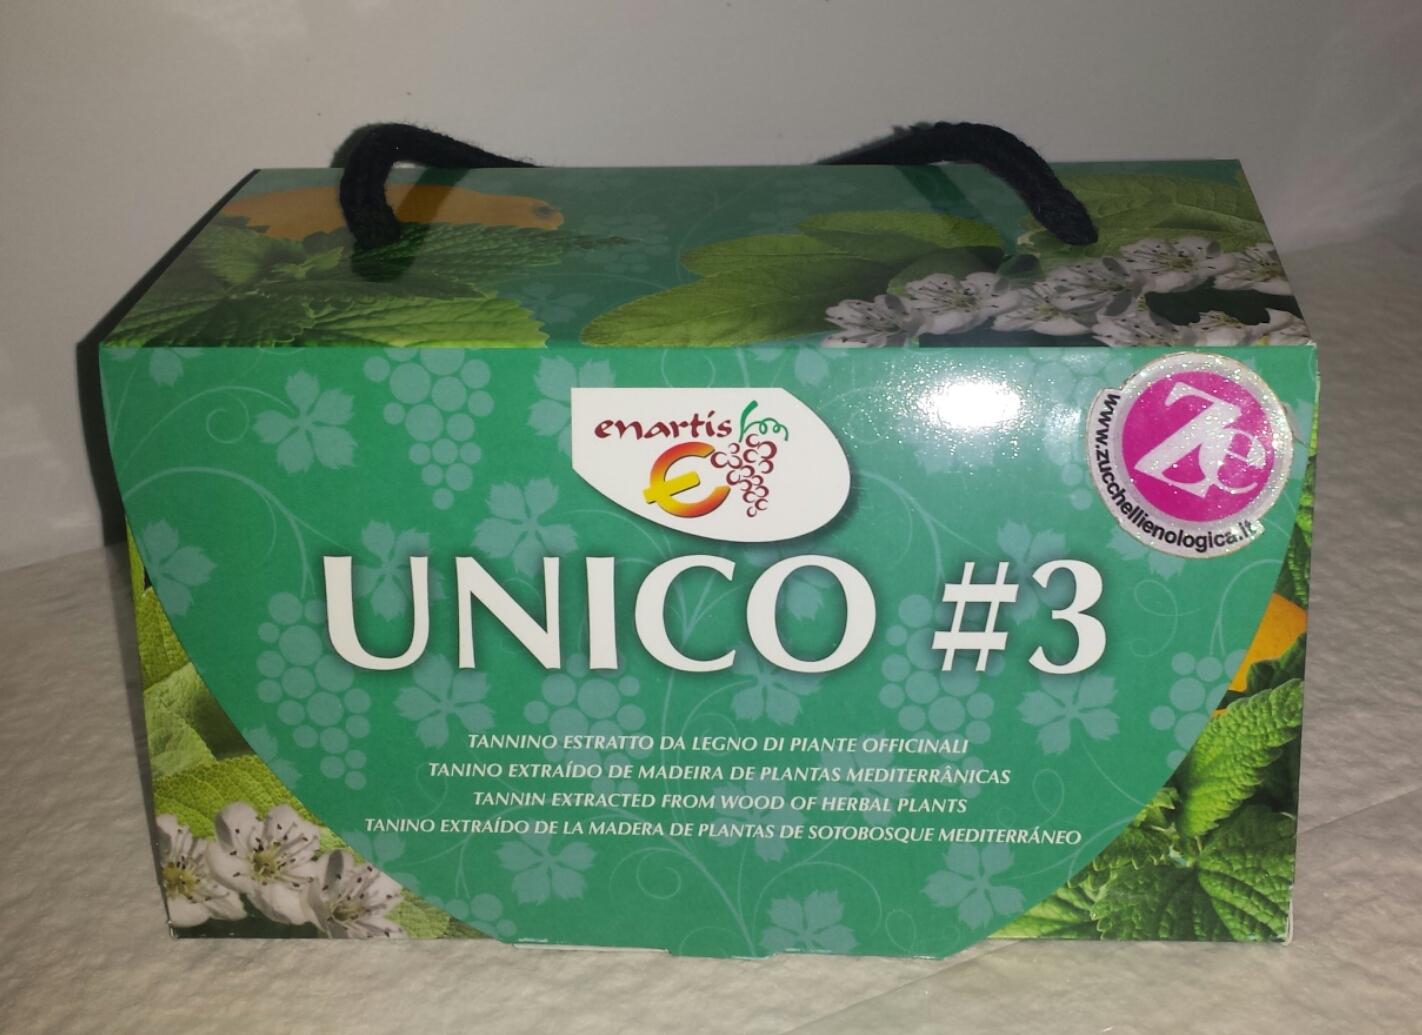 enartis
Ze
www.zucchellienologica.it
UNICO #3
TANNINO ESTRATTO DA LEGNO DI PIANTE OFFICINALI
TANINO EXTRAÍDO DE MADEIRA DE PLANTAS MEDITERRÂNICAS
TANNIN EXTRACTED FROM WOOD OF HERBAL PLANTS
TANINO EXTRAÍDO DE LA MADERA DE PLANTAS DE SOTOBOSQUE MEDITERRÁNEO